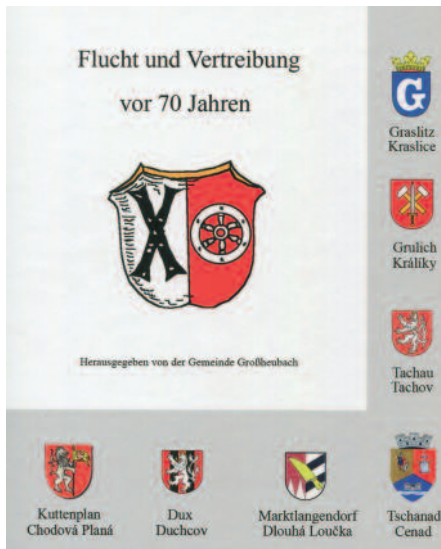 Flucht und Vertreibung
vor 70 Jahren
Herausgegeben von der Gemeinde Großheubach
G
Graslitz
Kraslice
Grulich
Králíky
Tachau
Tachov
Kuttenplan
Chodová Planá
Dux
Duchcov
Marktlangendorf
Dlouhá Loučka
Tschanad
Cenad